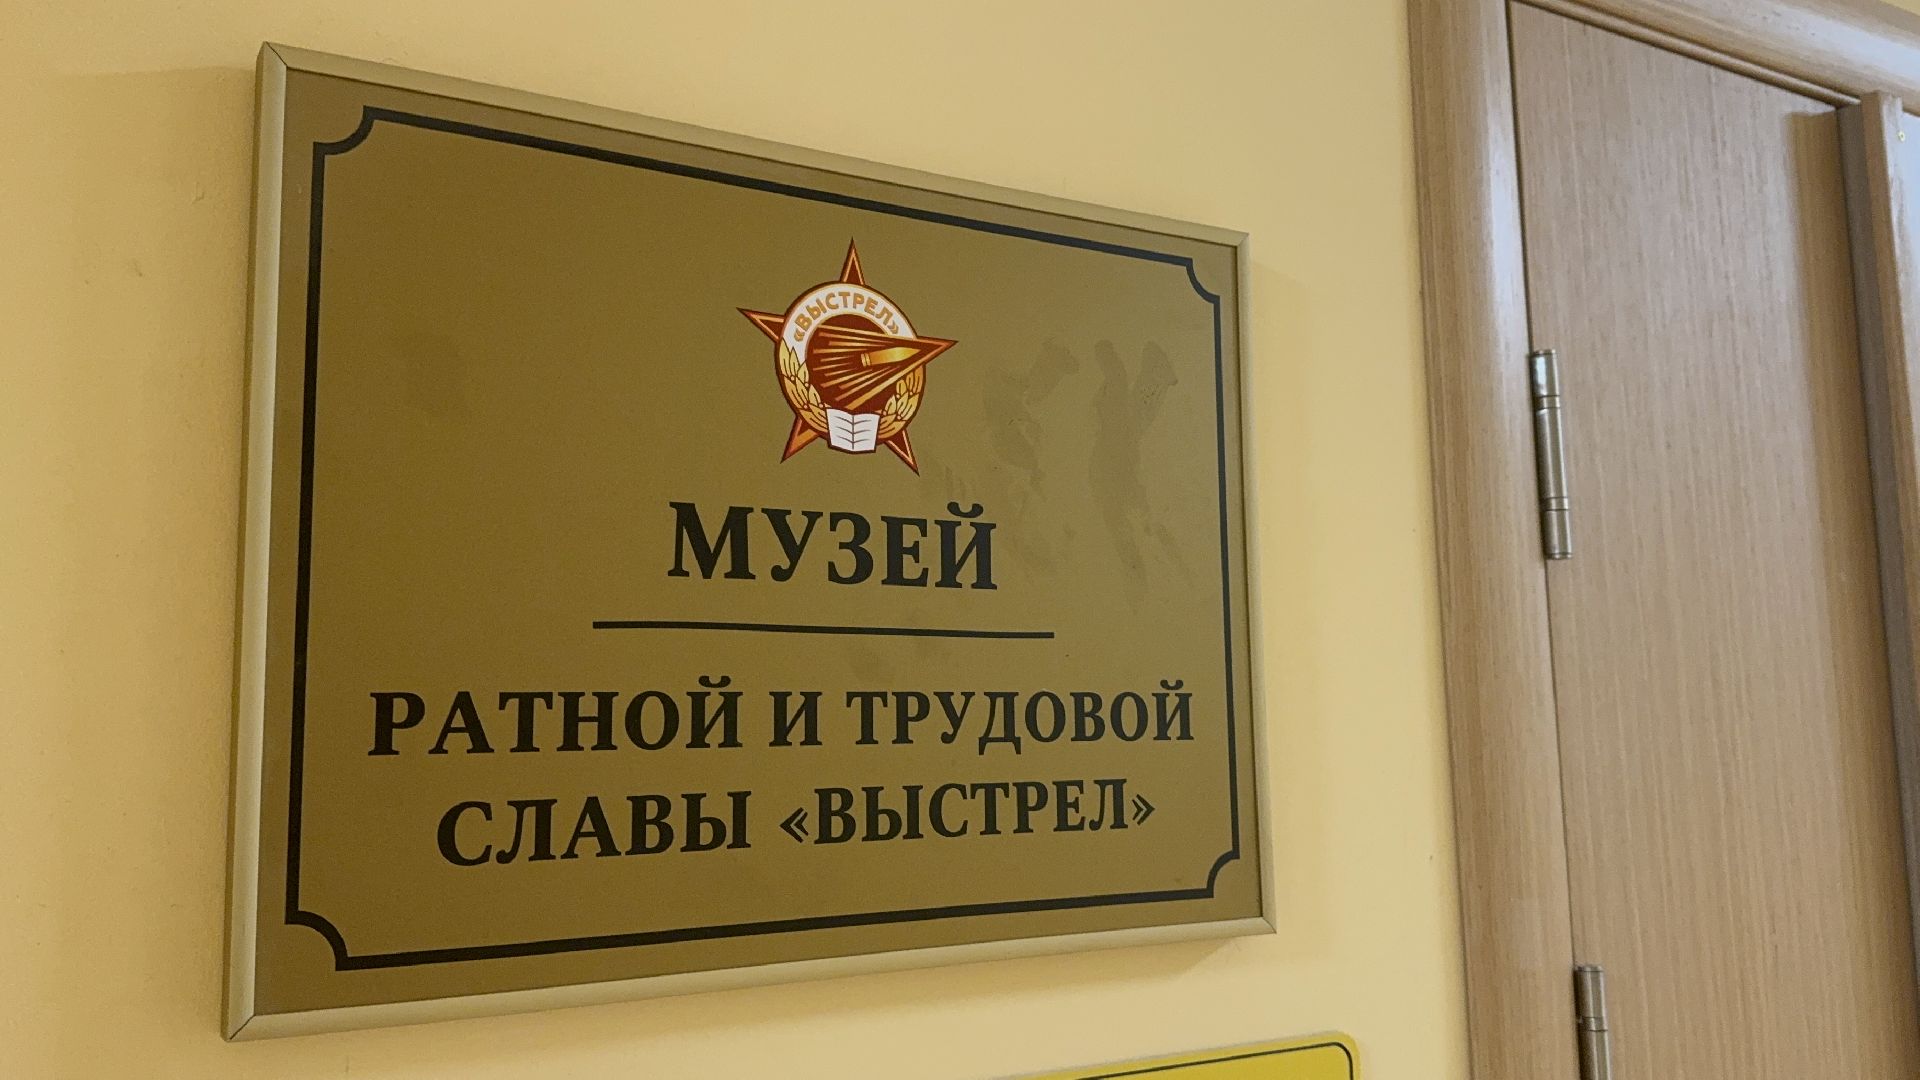 «ВЫСТРЕЛ»
МУЗЕЙ
РАТНОЙ И ТРУДОВОЙ
СЛАВЫ «ВЫСТРЕЛ»